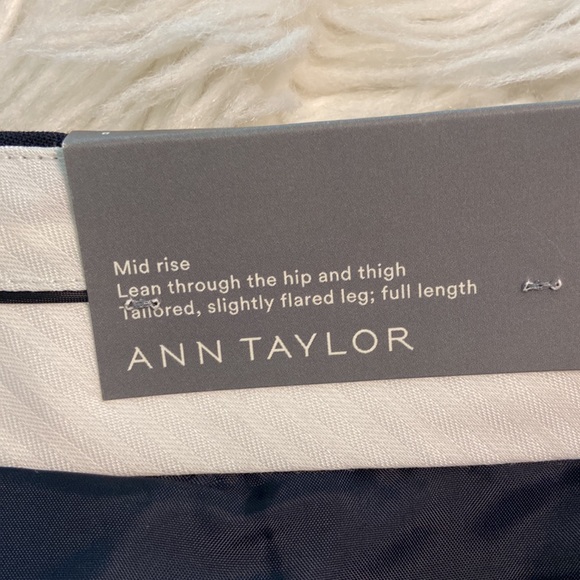 Mid rise
Lean through the hip and thigh
Tailored, slightly flared leg; full length
ANN TAYLOR